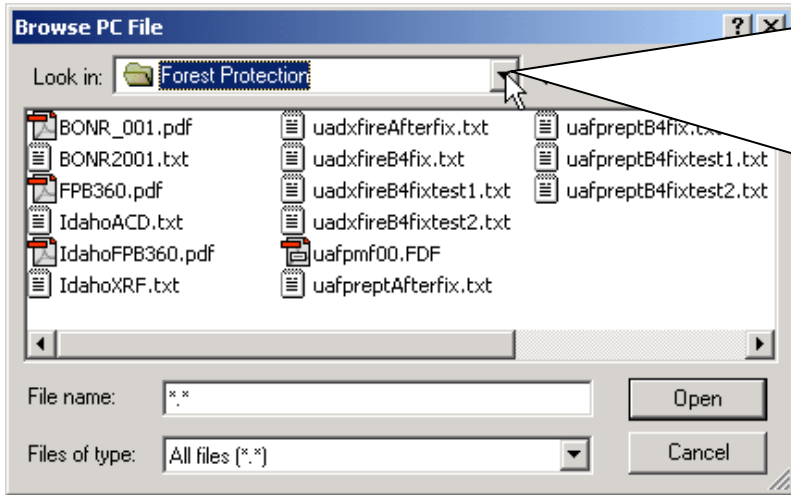 Browse PC File
Look in: Forest Protection
BONR_001.pdf
BONR2001.txt
FPB360.pdf
IdahoACD.txt
IdahoFPB360.pdf
IdahoXRF.txt
uadxfireAfterfix.txt
uadxfireB4fix.txt
uadxfireB4fixtest1.txt
uadxfireB4fixtest2.txt
uafpmf00.FDF
uafpreptAfterfix.txt
uafpreptB4fix.txt
uafpreptB4fixtest1.txt
uafpreptB4fixtest2.txt
File name: *.*
Open
Files of type: All files (*.*)
Cancel